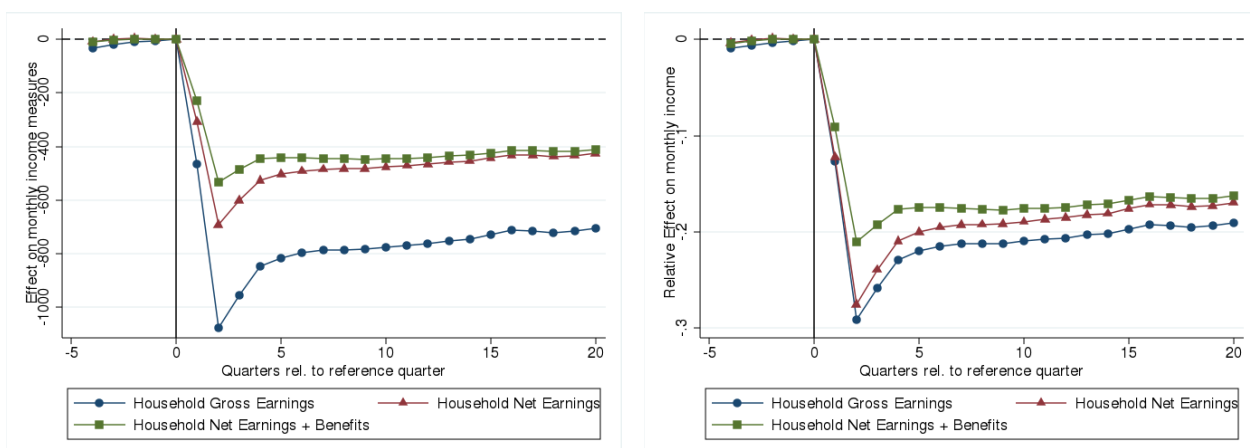 Effect on monthly income measures
0
-200
-400
-600
-800
-1000
-5
0
5
10
15
20
Quarters rel. to reference quarter
Household Gross Earnings
Household Net Earnings
Household Net Earnings + Benefits
Relative Effect on monthly income
0
-.1
-.2
-.3
-5
0
5
10
15
20
Quarters rel. to reference quarter
Household Gross Earnings
Household Net Earnings
Household Net Earnings + Benefits